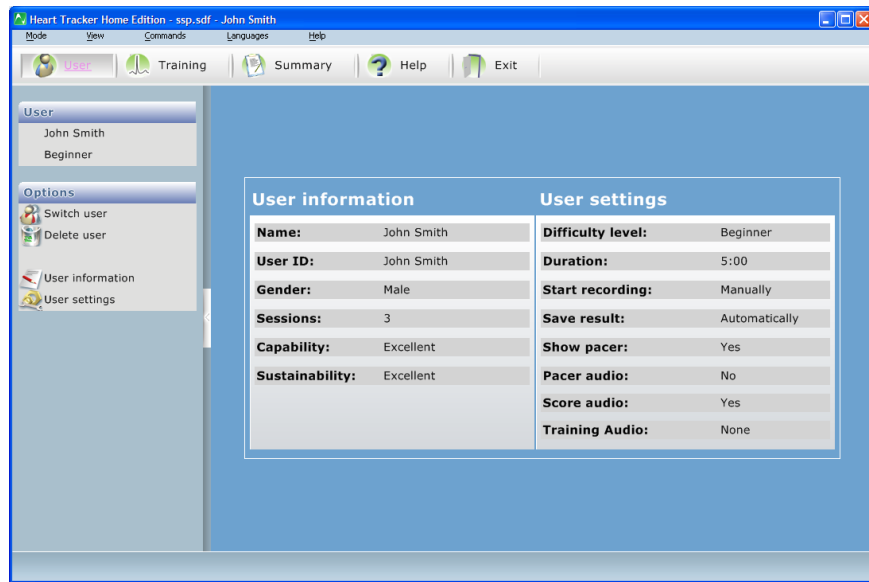 Heart Tracker Home Edition - ssp.sdf - John Smith
Mode View Commands Languages Help
User Training Summary Help Exit
User
John Smith
Beginner
Options
Switch user
Delete user
User information
User settings
User information
Name: John Smith
User ID: John Smith
Gender: Male
Sessions: 3
Capability: Excellent
Sustainability: Excellent
User settings
Difficulty level: Beginner
Duration: 5:00
Start recording: Manually
Save result: Automatically
Show pacer: Yes
Pacer audio: No
Score audio: Yes
Training Audio: None